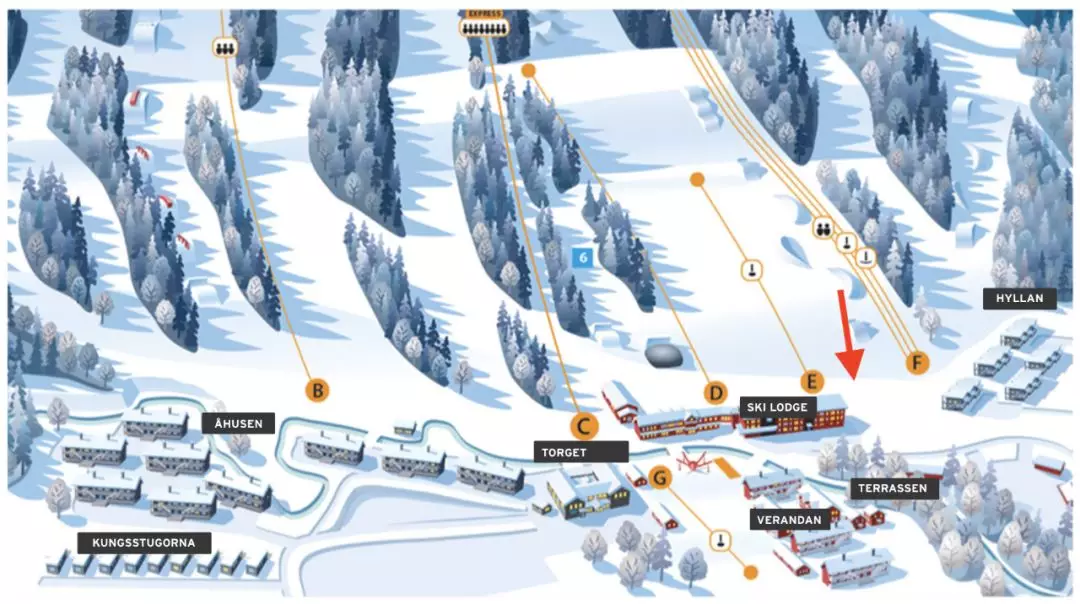 EXPRESS
6
HYLLAN
F
E
B
D
SKI LODGE
ÅHUSEN
C
TORGET
G
TERRASSEN
VERANDAN
KUNGSSTUGORNA